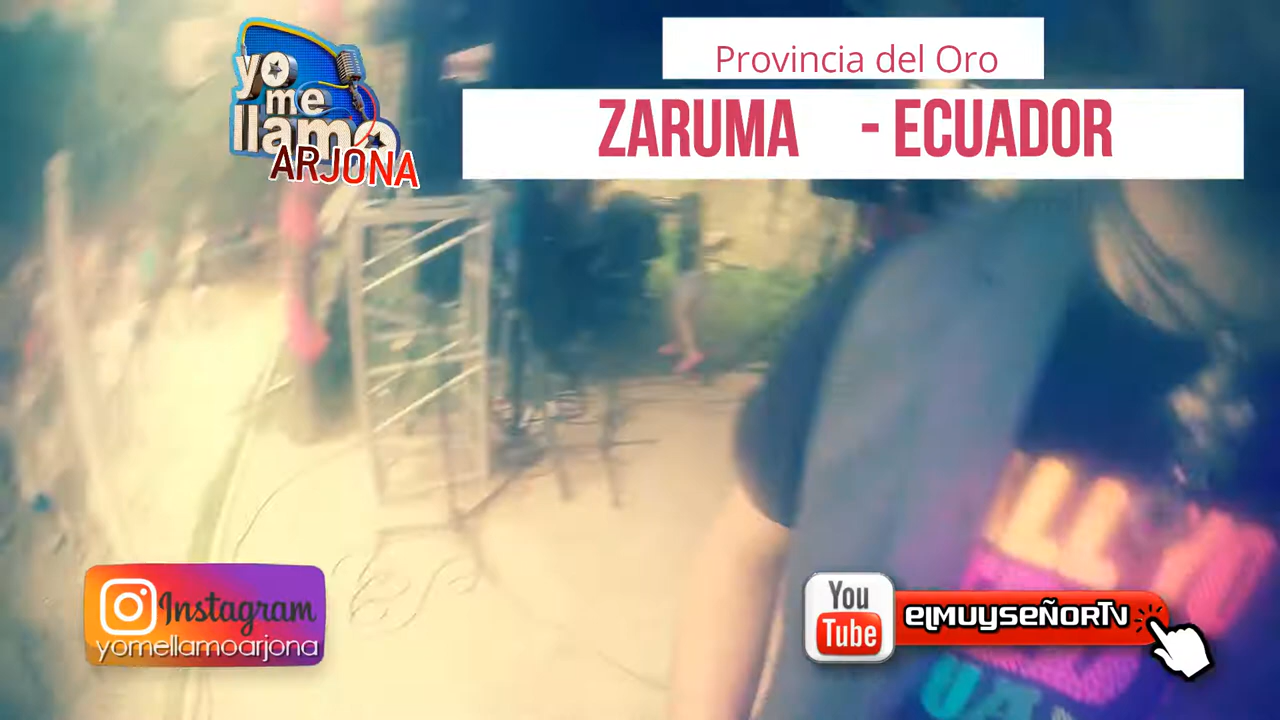 yo
me
llamo
ARJONA
Provincia del Oro
ZARUMA - ECUADOR
Instagram
yomellamoarjona
You
Tube
ELMUYSEÑORTV